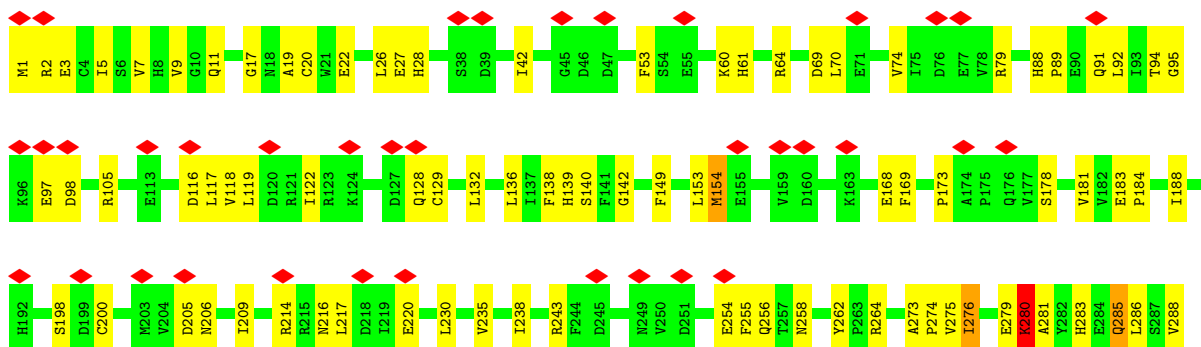 M1 R2 E3 C4 I5 S6 V7 H8 V9 G10 Q11 G17 N18 A19 C20 W21 E22 L26 E27 H28 S38 D39 I42 G45 D46 D47 F53 S54 E55 K60 H61 R64 D69 L70 E71 V74 I75 D76 E77 V78 R79 H88 P89 E90 Q91 L92 I93 T94 G95
K96 E97 D98 R105 E113 D116 L117 V118 L119 D120 R121 I122 R123 K124 D127 Q128 C129 L132 L136 I137 F138 H139 S140 F141 G142 F149 L153 M154 E155 V159 D160 K163 E168 F169 P173 A174 P175 Q176 V177 S178 V181 V182 E183 P184 I188
H192 S198 D199 C200 M203 V204 D205 N206 I209 R214 R215 N216 L217 D218 I219 E220 L230 V235 I238 R243 F244 D245 N249 V250 D251 E254 F255 Q256 T257 N258 Y262 P263 R264 A273 P274 V275 I276 E279 K280 A281 Y282 H283 E284 Q285 L286 S287 V288